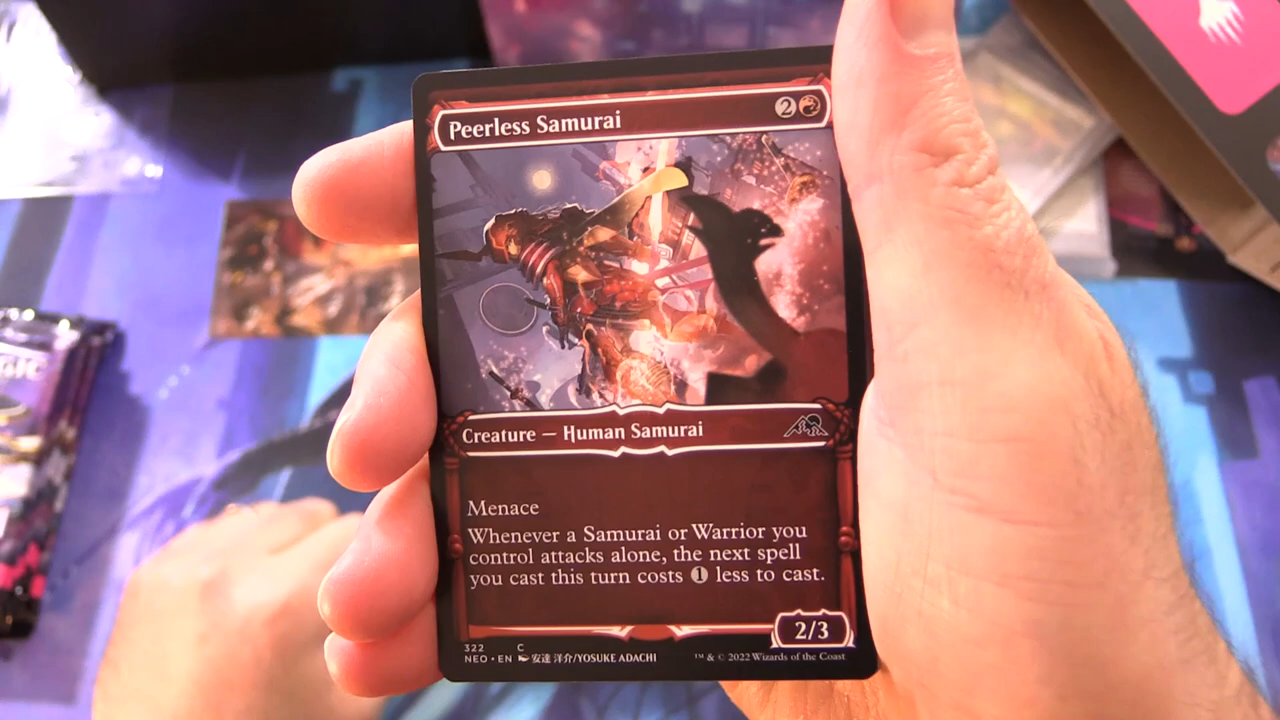 Peerless Samurai 2
Creature — Human Samurai
Menace
Whenever a Samurai or Warrior you
control attacks alone, the next spell
you cast this turn costs 1 less to cast.
2/3
322 C
NEO • EN 安達 洋介/YOSUKE ADACHI
™ & © 2022 Wizards of the Coast